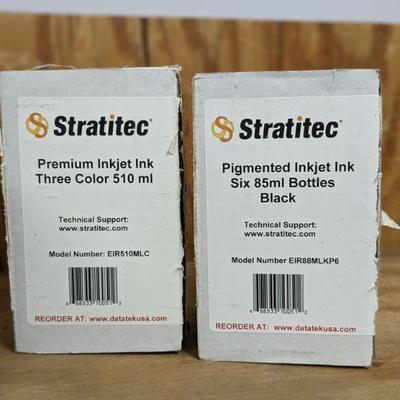 Stratitec®
Premium Inkjet Ink
Three Color 510 ml
Technical Support:
www.stratitec.com
Model Number: EIR510MLC
REORDER AT: www.datatekusa.com
Stratitec®
Pigmented Inkjet Ink
Six 85ml Bottles
Black
Technical Support:
www.stratitec.com
Model Number EIR88MLKP6
REORDER AT: www.datatekusa.com